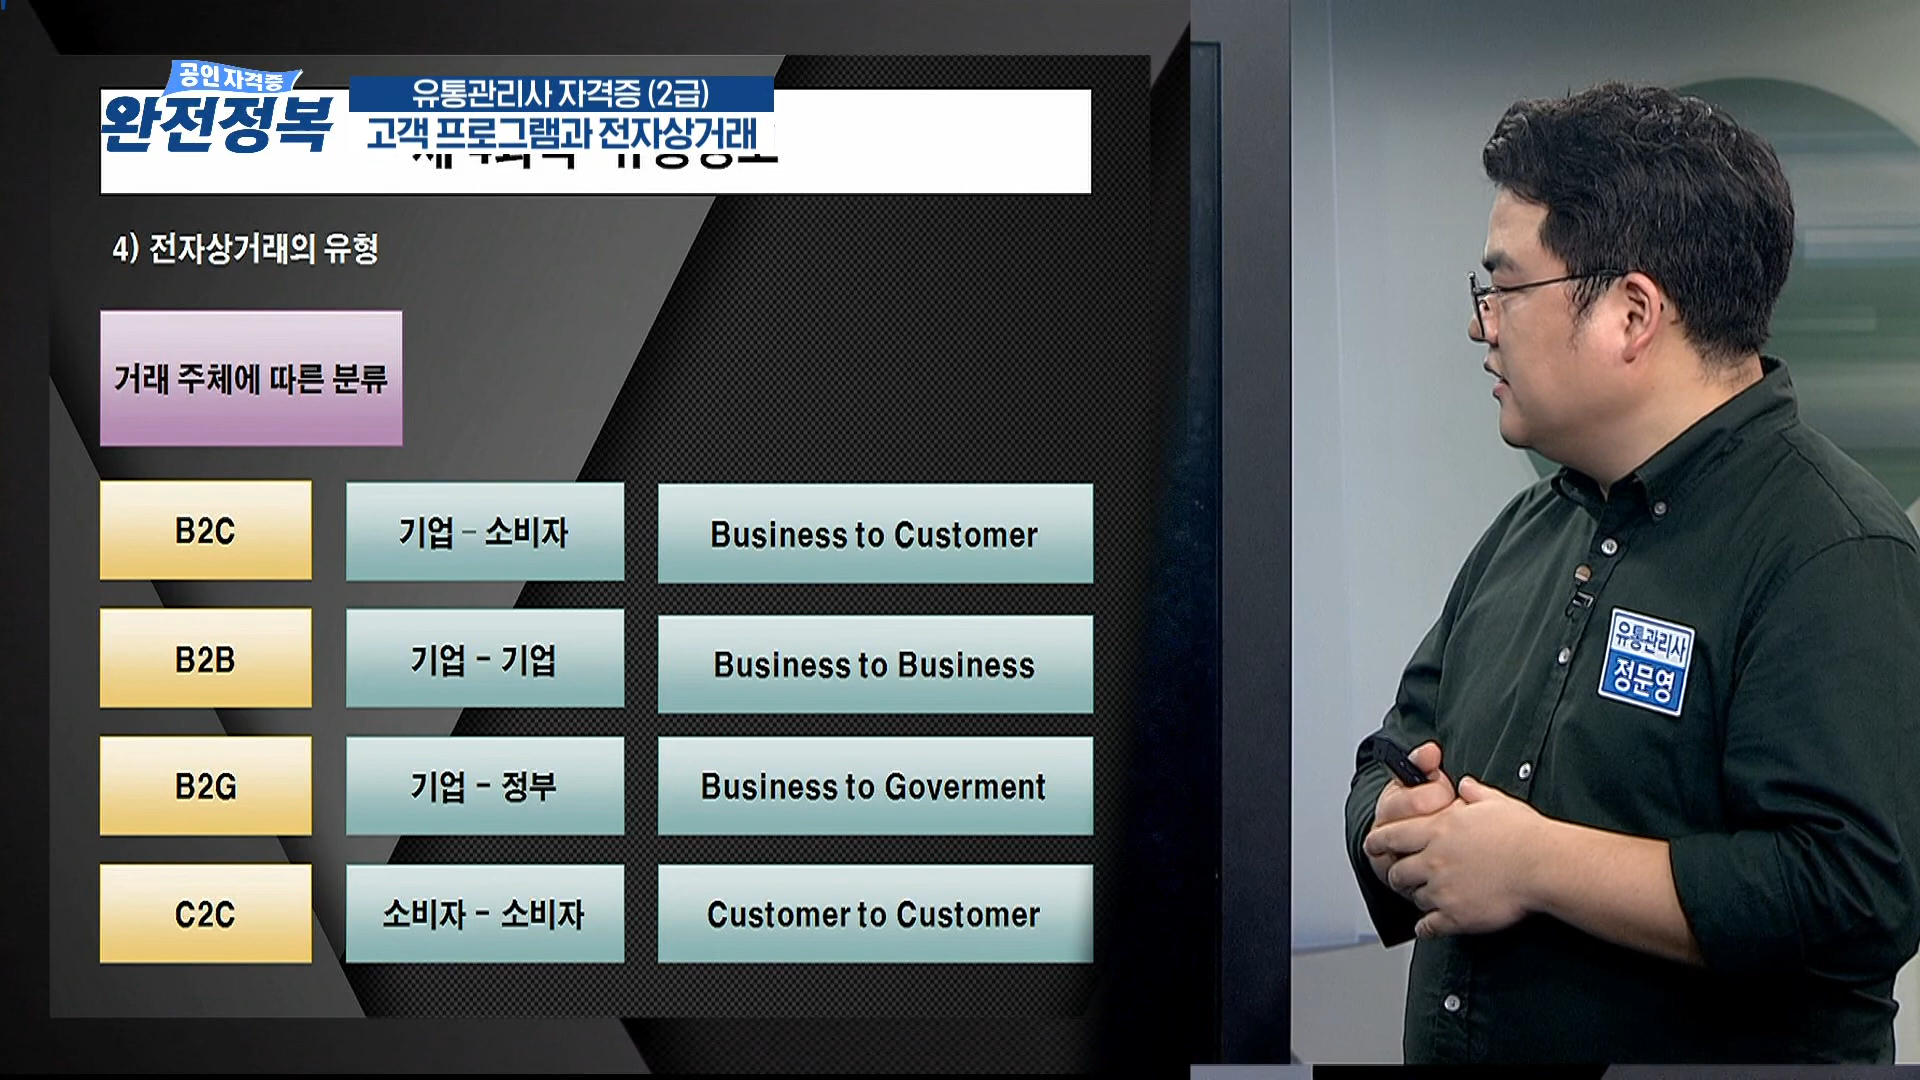 공인 자격증
완전정복
유통관리사 자격증 (2급)
고객 프로그램과 전자상거래
4) 전자상거래의 유형
거래 주체에 따른 분류
B2C
기업 - 소비자
Business to Customer
B2B
기업 - 기업
Business to Business
B2G
기업 - 정부
Business to Goverment
C2C
소비자 - 소비자
Customer to Customer
유통관리사
정문영